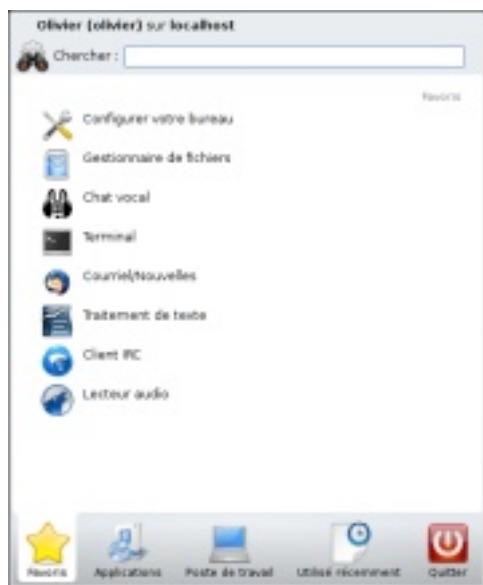 Olivier (olivier) sur localhost
Chercher :
Favoris
Configurer votre bureau
Gestionnaire de fichiers
Chat vocal
Terminal
Courriel/Nouvelles
Traitement de texte
Client IRC
Lecteur audio
Favoris
Applications
Poste de travail
Utilisé récemment
Quitter